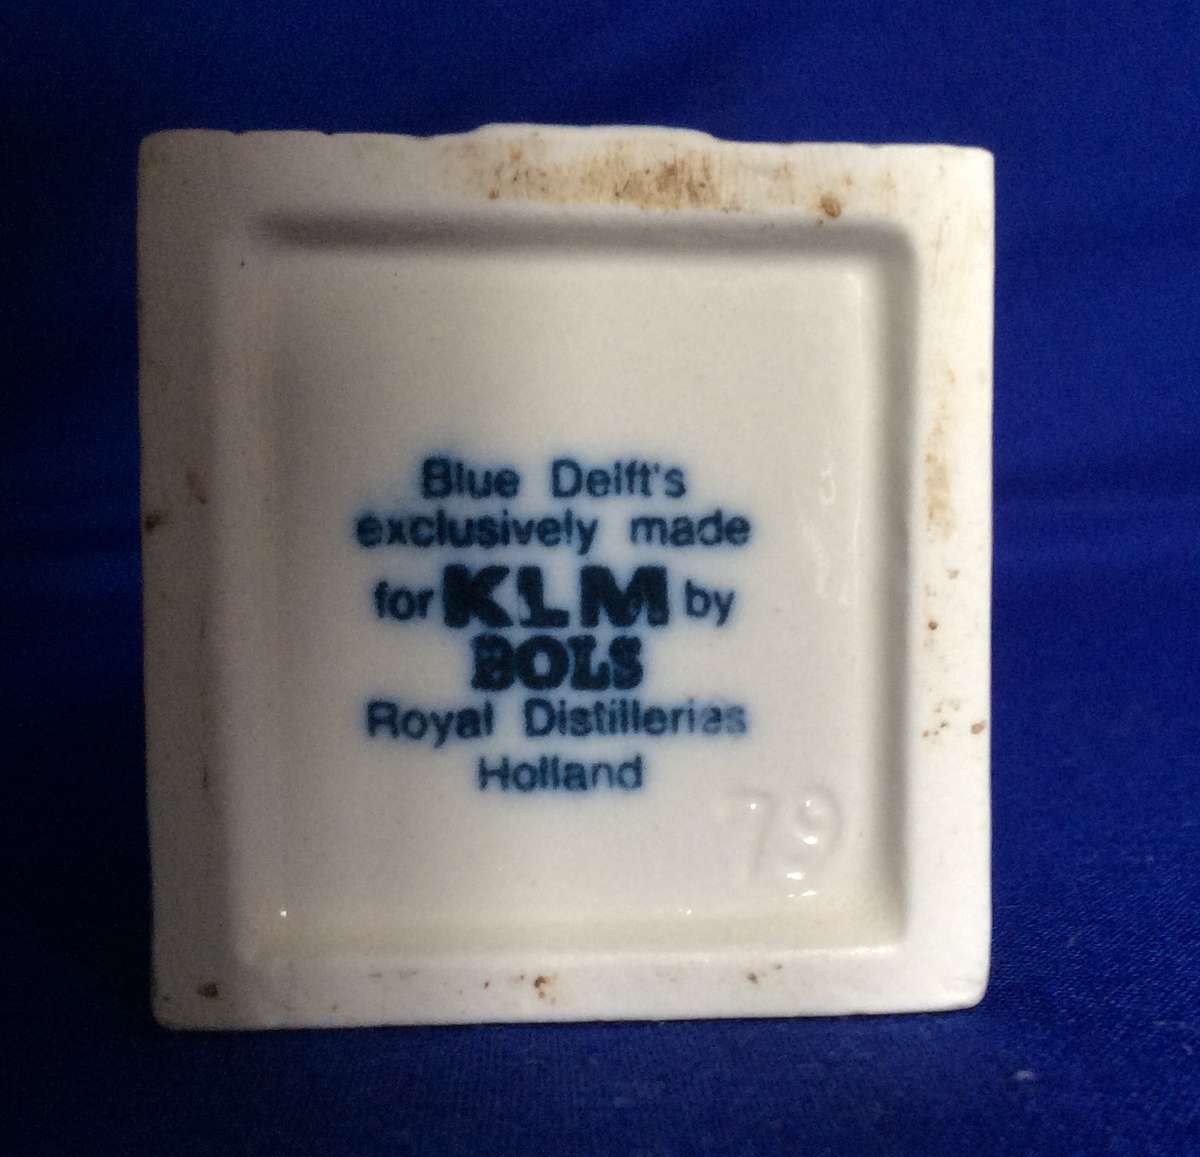 Blue Delft's
exclusively made
for KLM by
BOLS
Royal Distilleries
Holland
79